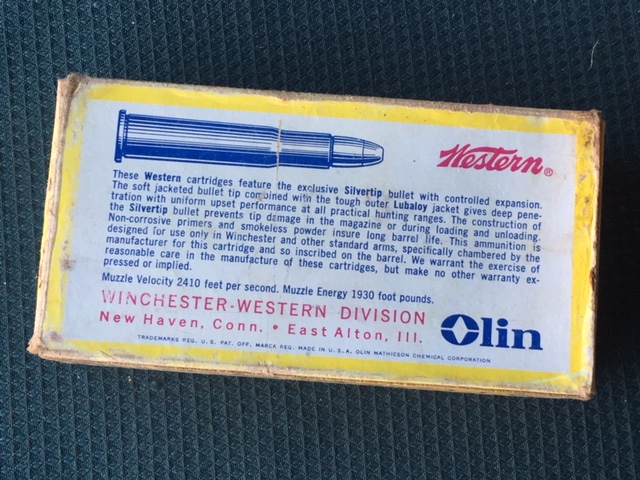 Western®
These Western cartridges feature the exclusive Silvertip bullet with controlled expansion.
The soft jacketed bullet tip combined with the tough outer Lubaloy jacket gives deep pene-
tration with uniform upset performance at all practical hunting ranges. The construction of
the Silvertip bullet prevents tip damage in the magazine or during loading and unloading.
Non-corrosive primers and smokeless powder insure long barrel life. This ammunition is
designed for use only in Winchester and other standard arms, specifically chambered by the
manufacturer for this cartridge and so inscribed on the barrel. We warrant the exercise of
reasonable care in the manufacture of these cartridges, but make no other warranty ex-
pressed or implied.
Muzzle Velocity 2410 feet per second. Muzzle Energy 1930 foot pounds.
WINCHESTER-WESTERN DIVISION
New Haven, Conn. • East Alton, Ill.
Olin
TRADEMARKS REG. U.S. PAT. OFF. MARCA REG. MADE IN U.S.A. OLIN MATHIESON CHEMICAL CORPORATION